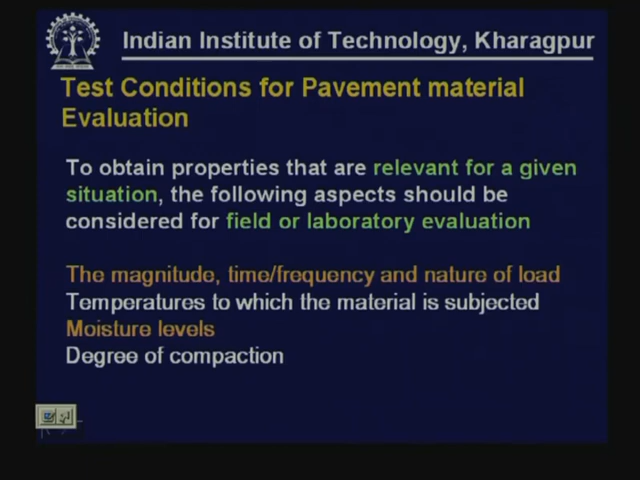 Indian Institute of Technology, Kharagpur
Test Conditions for Pavement material
Evaluation
To obtain properties that are relevant for a given
situation, the following aspects should be
considered for field or laboratory evaluation
The magnitude, time/frequency and nature of load
Temperatures to which the material is subjected
Moisture levels
Degree of compaction